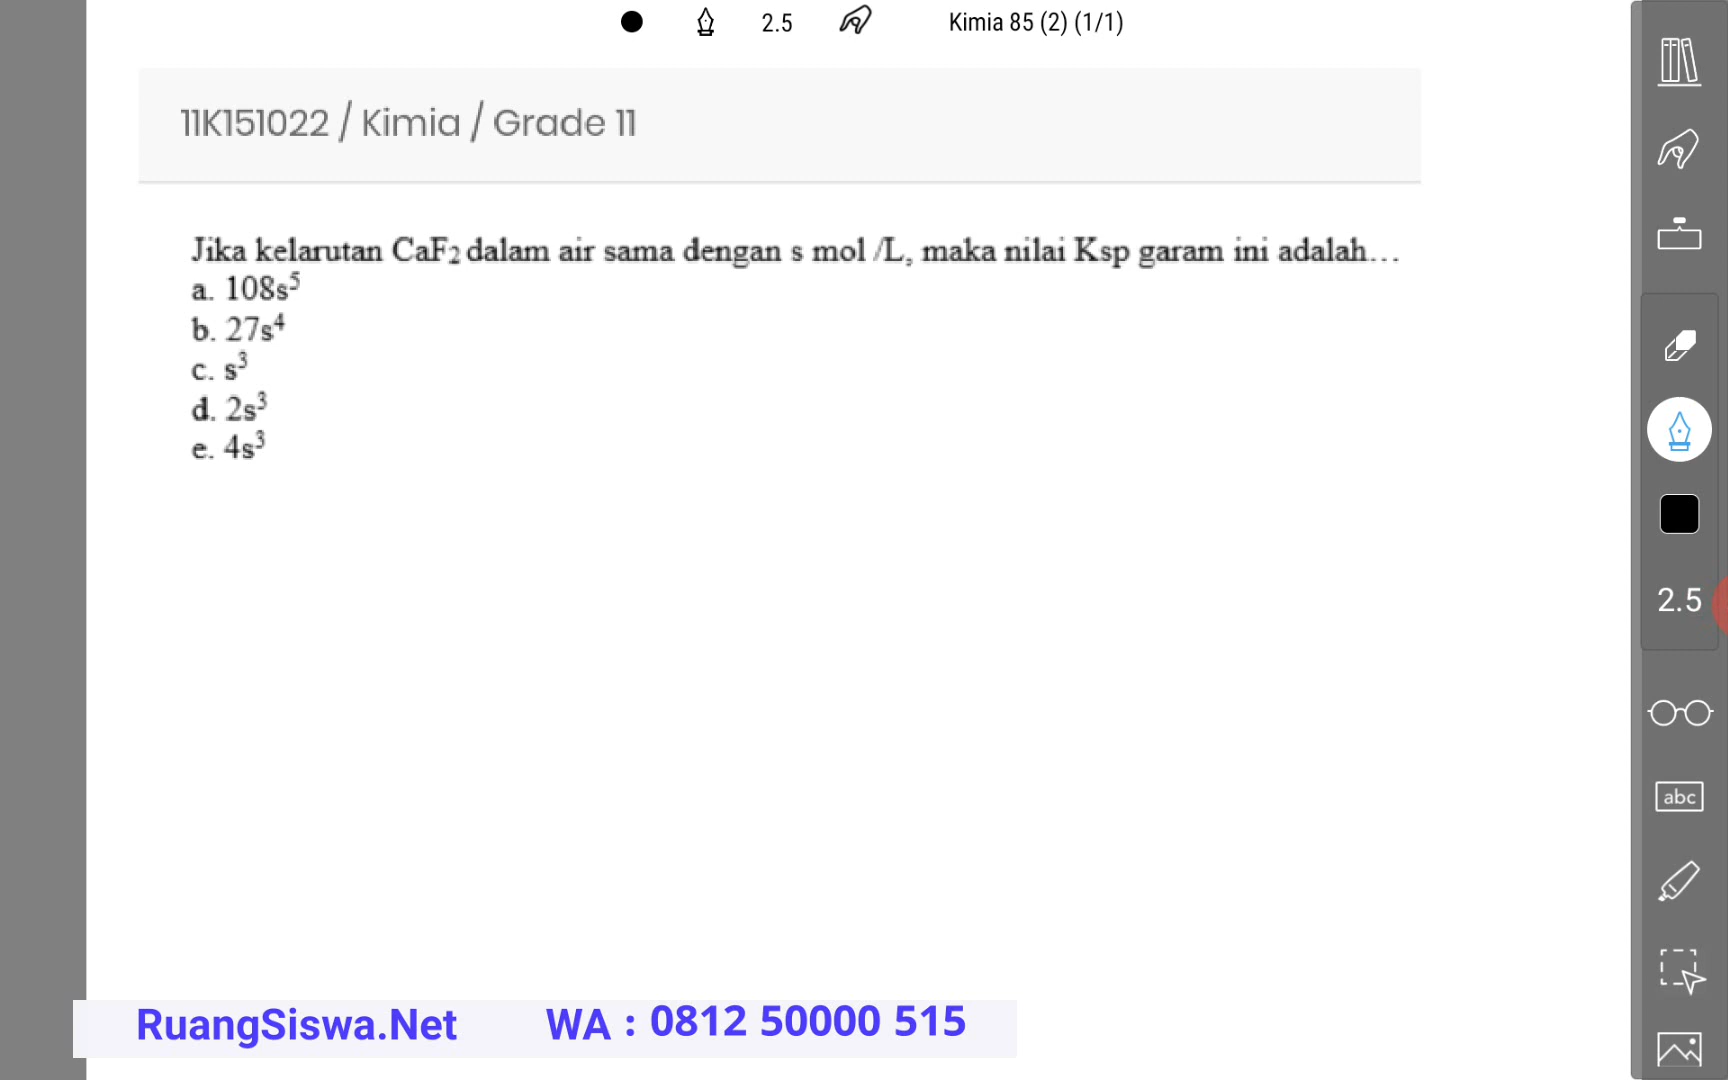 2.5 Kimia 85 (2) (1/1)
11K151022 / Kimia / Grade 11
Jika kelarutan CaF₂ dalam air sama dengan s mol /L, maka nilai Ksp garam ini adalah...
a. 108s⁵
b. 27s⁴
c. s³
d. 2s³
e. 4s³
2.5
abc
RuangSiswa.Net WA : 0812 50000 515